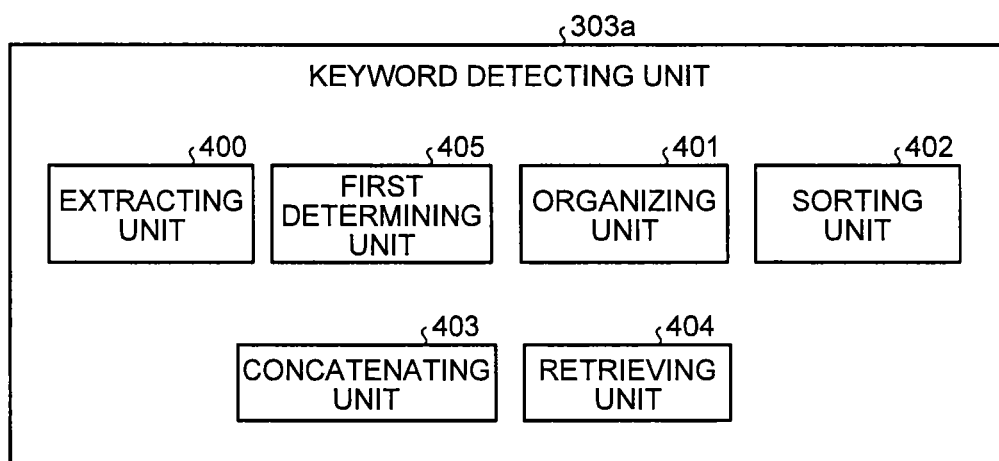 303a
KEYWORD DETECTING UNIT
400
EXTRACTING
UNIT
405
FIRST
DETERMINING
UNIT
401
ORGANIZING
UNIT
402
SORTING
UNIT
403
CONCATENATING
UNIT
404
RETRIEVING
UNIT